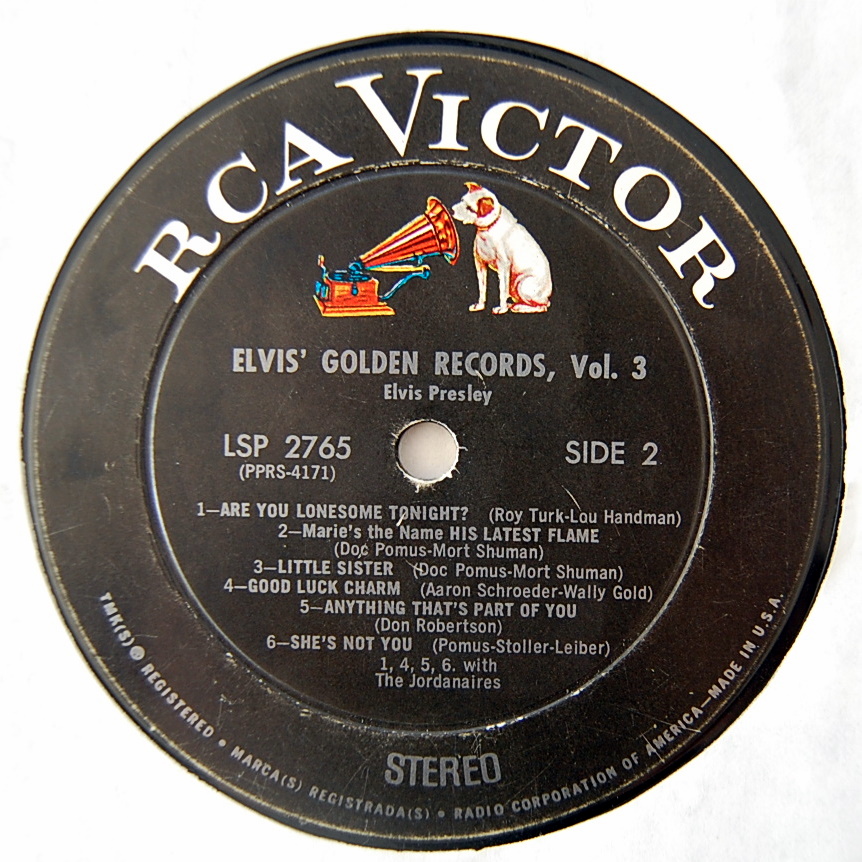 RCA VICTOR
ELVIS' GOLDEN RECORDS, Vol. 3
Elvis Presley
LSP 2765
(PPRS-4171)
SIDE 2
1—ARE YOU LONESOME TONIGHT? (Roy Turk-Lou Handman)
2—Marie's the Name HIS LATEST FLAME
(Doc Pomus-Mort Shuman)
3—LITTLE SISTER (Doc Pomus-Mort Shuman)
4—GOOD LUCK CHARM (Aaron Schroeder-Wally Gold)
5—ANYTHING THAT'S PART OF YOU
(Don Robertson)
6—SHE'S NOT YOU (Pomus-Stoller-Leiber)
1, 4, 5, 6. with
The Jordanaires
STEREO
TMK(S) ® REGISTERED • MARCA(S) REGISTRADA(S) • RADIO CORPORATION OF AMERICA—MADE IN U.S.A.